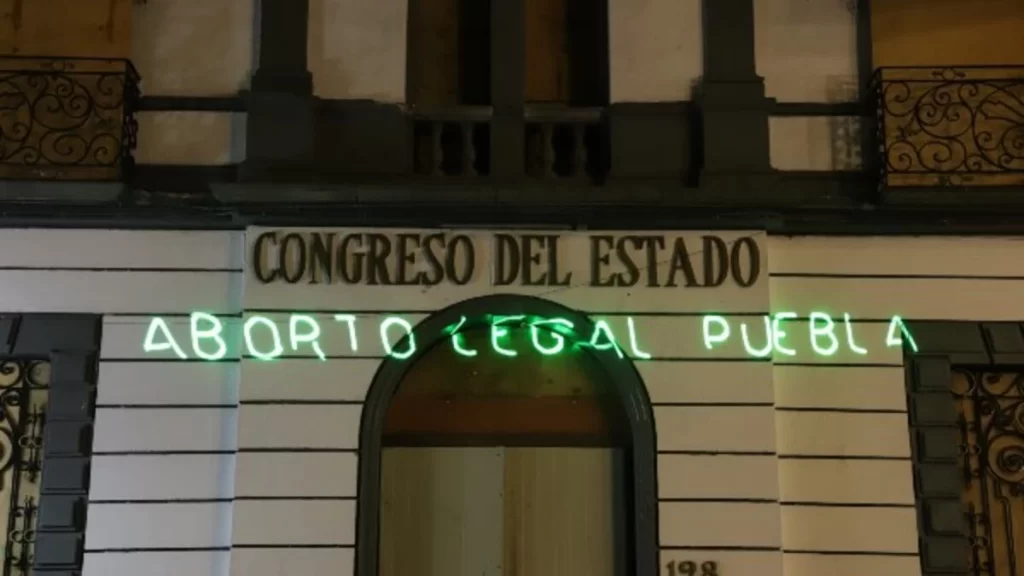 CONGRESO DEL ESTADO
ABORTO LEGAL PUEBLA
198